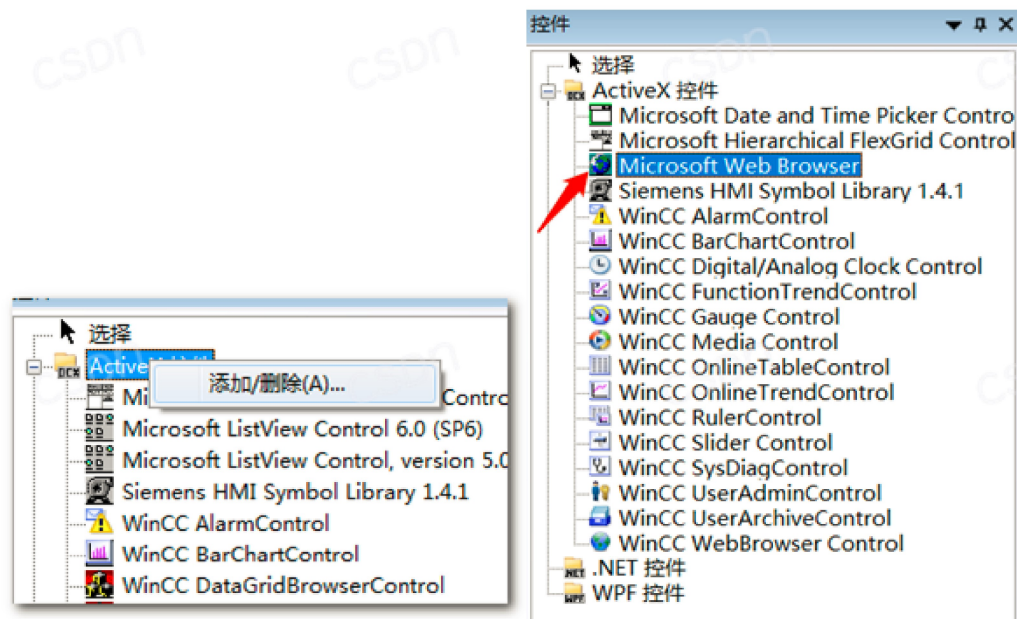 选择
添加/删除(A)...
Contro
Microsoft ListView Control 6.0 (SP6)
Microsoft ListView Control, version 5.0
Siemens HMI Symbol Library 1.4.1
WinCC AlarmControl
WinCC BarChartControl
WinCC DataGridBrowserControl
控件
选择
ActiveX 控件
Microsoft Date and Time Picker Contro
Microsoft Hierarchical FlexGrid Control
Microsoft Web Browser
Siemens HMI Symbol Library 1.4.1
WinCC AlarmControl
WinCC BarChartControl
WinCC Digital/Analog Clock Control
WinCC FunctionTrendControl
WinCC Gauge Control
WinCC Media Control
WinCC OnlineTableControl
WinCC OnlineTrendControl
WinCC RulerControl
WinCC Slider Control
WinCC SysDiagControl
WinCC UserAdminControl
WinCC UserArchiveControl
WinCC WebBrowser Control
.NET 控件
WPF 控件
CSDN
CSDN
CSDN